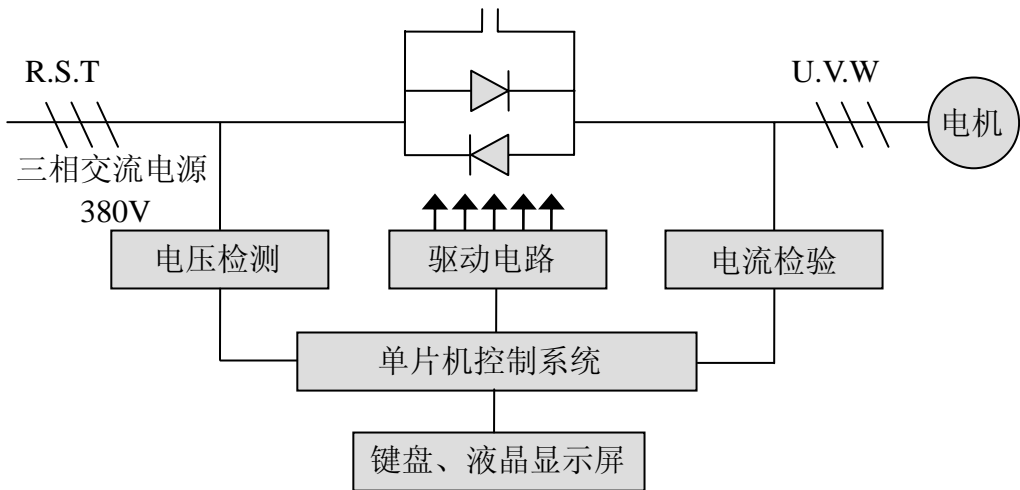 R.S.T
U.V.W
电机
三相交流电源
380V
电压检测
驱动电路
电流检验
单片机控制系统
键盘、液晶显示屏